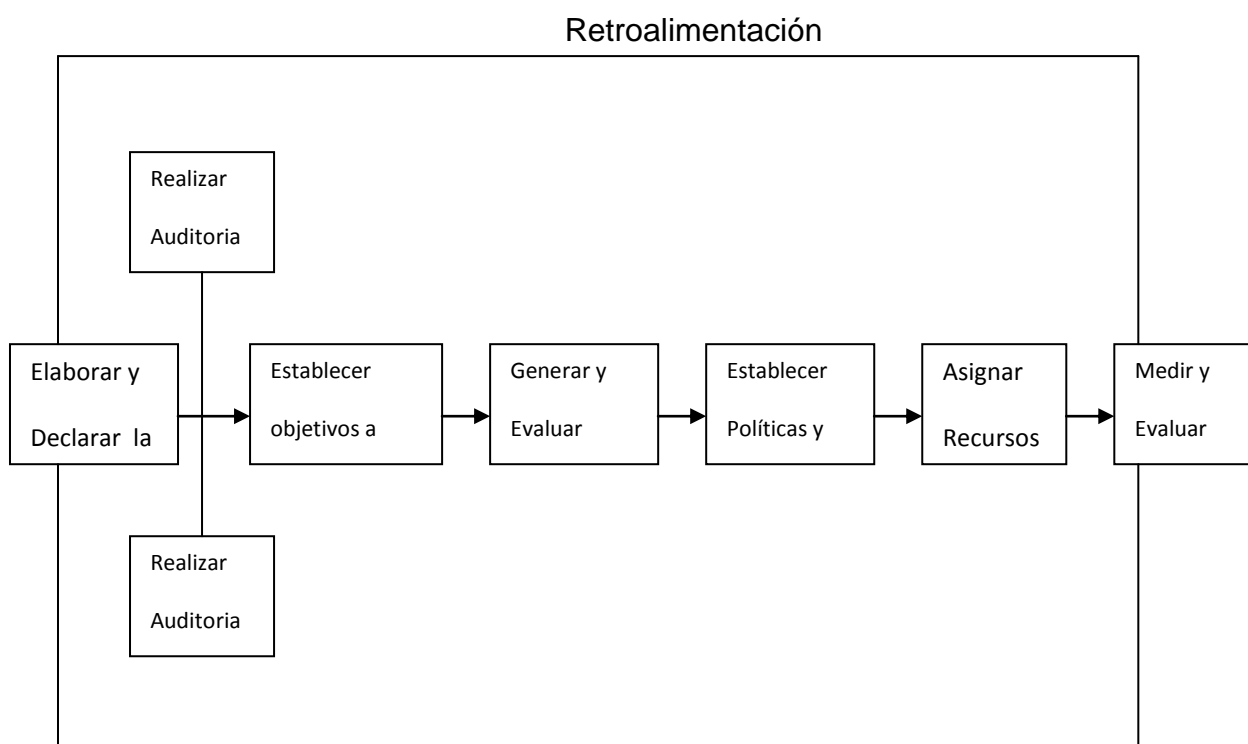 Retroalimentación
Realizar
Auditoria
Elaborar y
Declarar la
Establecer
objetivos a
Generar y
Evaluar
Establecer
Políticas y
Asignar
Recursos
Medir y
Evaluar
Realizar
Auditoria